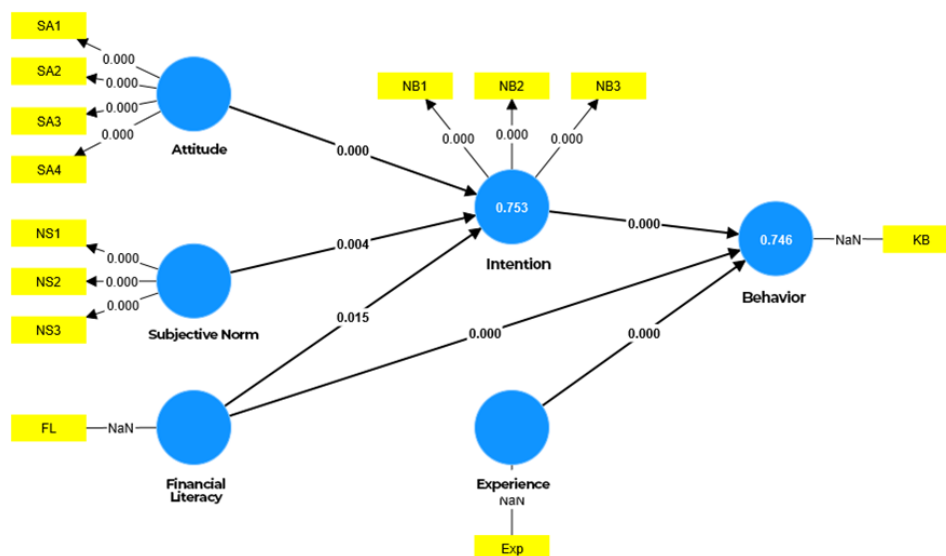 SA1
0.000
SA2
0.000
SA3
0.000
SA4
0.000
Attitude
NB1
NB2
NB3
0.000
0.000
0.000
0.000
NS1
0.000
NS2
0.000
NS3
0.000
Subjective Norm
0.004
0.753
Intention
0.000
0.746
Behavior
NaN
KB
0.015
0.000
0.000
FL
NaN
Financial
Literacy
Experience
NaN
Exp